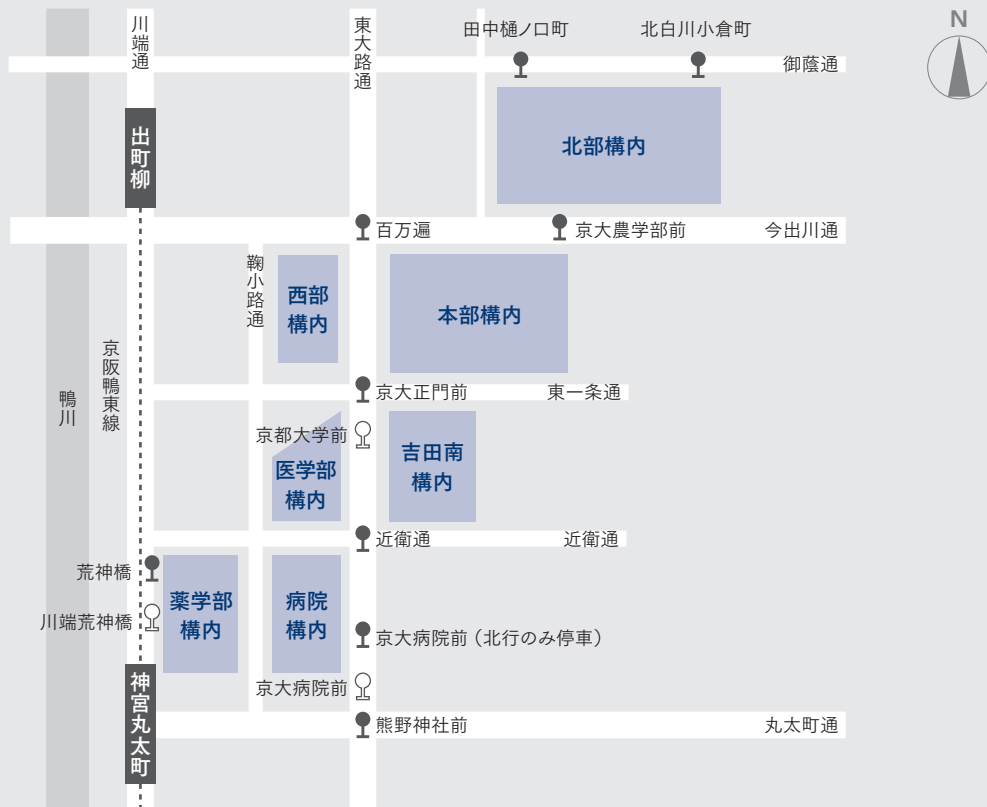 川端通
東大路通
田中樋ノ口町
北白川小倉町
N
御蔭通
出町柳
北部構内
百万遍
京大農学部前
今出川通
鞠小路通
西部
構内
本部構内
京阪鴨東線
鴨川
京大正門前
東一条通
京都大学前
医学部
構内
吉田南
構内
近衛通
近衛通
荒神橋
川端荒神橋
薬学部
構内
病院
構内
京大病院前（北行のみ停車）
京大病院前
神宮丸太町
熊野神社前
丸太町通